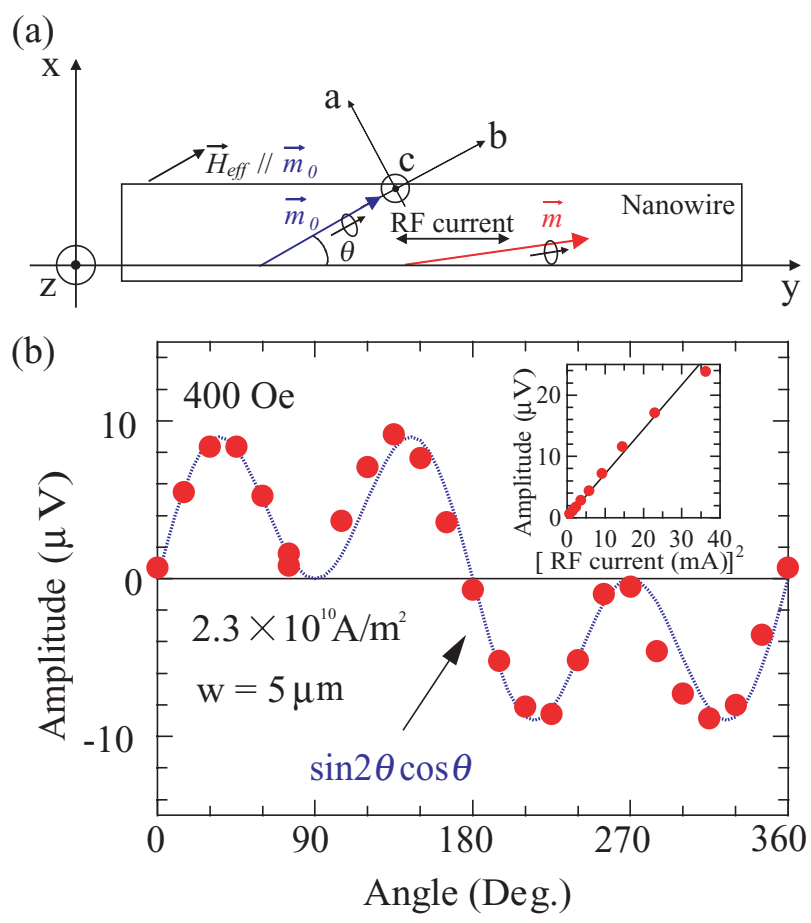 (a)
x
a
b
c
H_eff // m_0
m_0
RF current
m
Nanowire
θ
z
y
(b)
400 Oe
2.3 × 10^10 A/m^2
w = 5 μm
sin2θcosθ
Amplitude (μV)
10
0
-10
0 90 180 270 360
Angle (Deg.)
Amplitude (μV)
20
10
0
0 10 20 30 40
[ RF current (mA)]^2